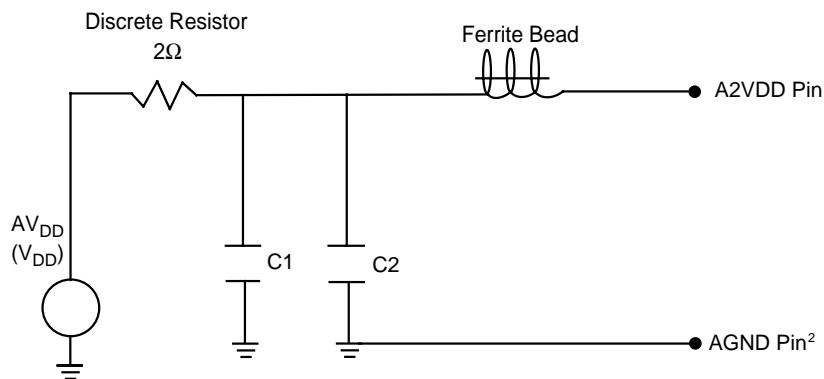 Discrete Resistor
2Ω
Ferrite Bead
A2VDD Pin
AV_DD
(V_DD)
C1
C2
AGND Pin²